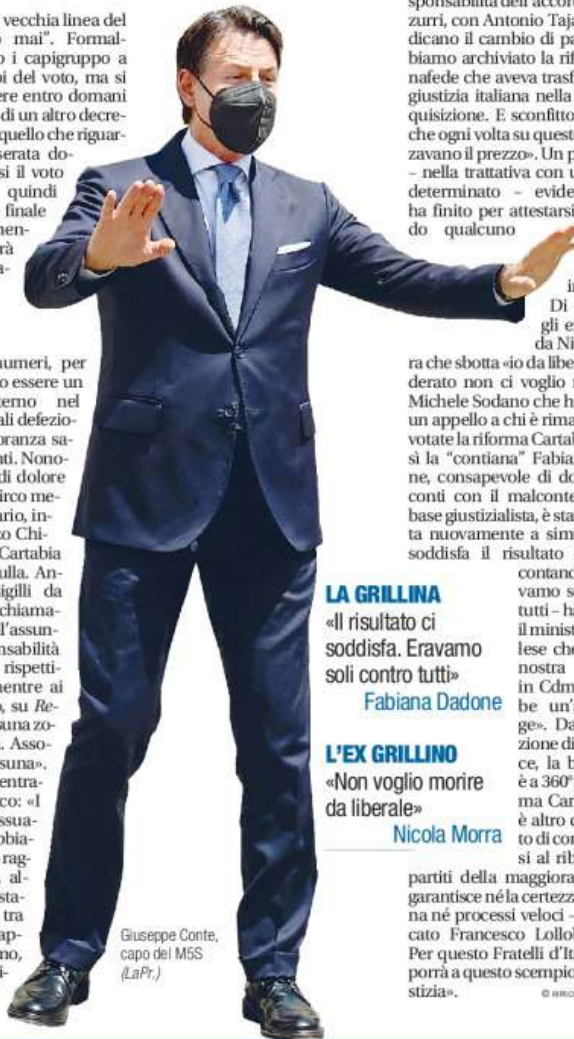 vecchia linea del
mai”. Formal-
i capigruppo a
del voto, ma si
entro domani
di un altro decre-
quello che riguar-
serata do-
si il voto
quindi
finale
umeri, per
essere un
nel
ali defezio-
oranza sa-
ti. Nono-
di dolore
irco me-
ario, in-
o Chi-
Cartabia
ulla. An-
igilli da
chiama-
l’assun-
nsabilità
rispetti-
mentre ai
, su Re-
suna zo-
. Asso-
suna».
entra-
co: «I
ssua-
bbia-
rag-
al-
sta-
tra
ap-
mo,
Giuseppe Conte,
capo del M5S
(LaPr.)
LA GRILLINA
«Il risultato ci
soddisfa. Eravamo
soli contro tutti»
Fabiana Dadone
L’EX GRILLINO
«Non voglio morire
da liberale»
Nicola Morra
sponsabilità dell’accor
zurri, con Antonio Taja
dicano il cambio di pa
biamo archiviato la rif
nafede che aveva trasf
giustizia italiana nella
quisizione. E sconfitto
che ogni volta su quest
zavano il prezzo». Un p
– nella trattativa con u
determinato – evide
ha finito per attestarsi
do qualcuno
in
Di
gli e
da Ni
ra che sbotta «io da libe
derato non ci voglio
Michele Sodano che h
un appello a chi è rima
votate la riforma Cartab
sì la “contiana” Fabia
ne, consapevole di do
conti con il malconte
base giustizialista, è sta
ta nuovamente a sim
soddisfa il risultato
contand
vamo s
tutti – ha
il minist
lese che
nostra
in Cdm
be un’
ge». Da
zione di
ce, la b
è a 360°
ma Car
è altro
to di con
si al rib
partiti della maggiora
garantisce né la certezz
na né processi veloci –
cato Francesco Lollo
Per questo Fratelli d’It
porrà a questo scempio
stizia».